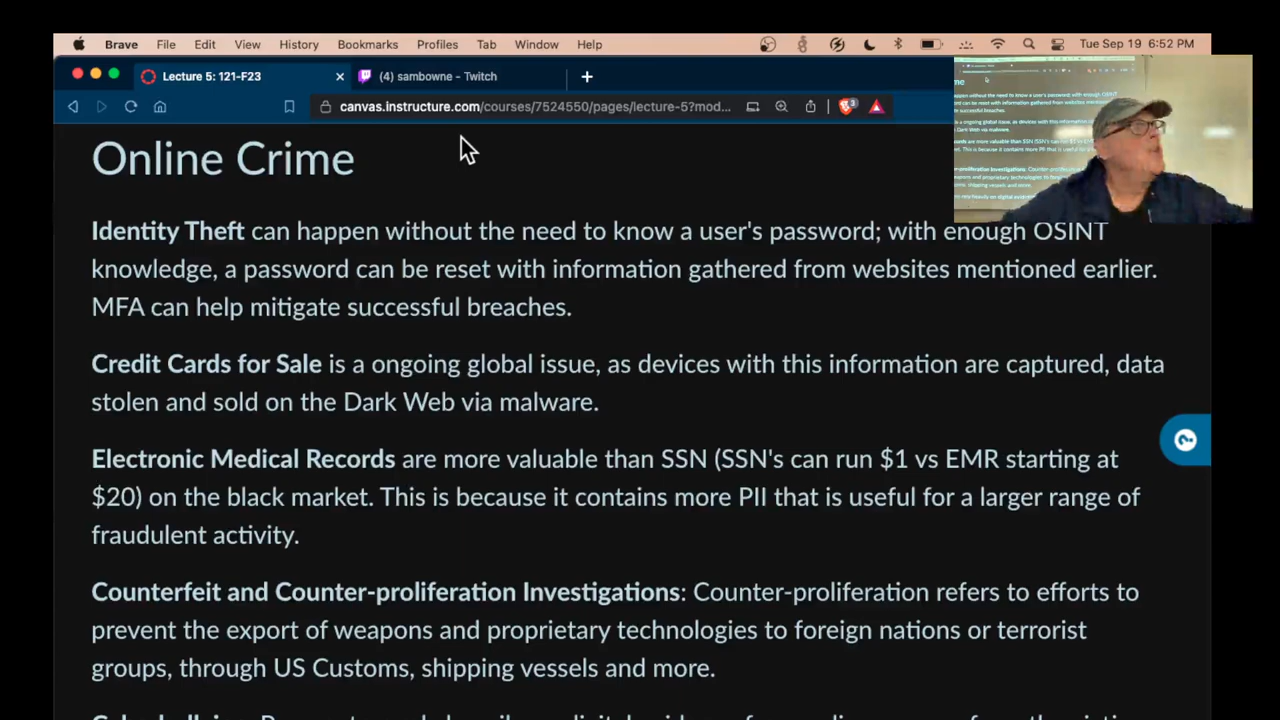 Brave File Edit View History Bookmarks Profiles Tab Window Help Tue Sep 19 6:52 PM
Lecture 5: 121-F23 (4) sambowne - Twitch
canvas.instructure.com/courses/7524550/pages/lecture-5?mod...
3
Online Crime
Identity Theft can happen without the need to know a user's password; with enough OSINT
knowledge, a password can be reset with information gathered from websites mentioned earlier.
MFA can help mitigate successful breaches.
Credit Cards for Sale is a ongoing global issue, as devices with this information are captured, data
stolen and sold on the Dark Web via malware.
Electronic Medical Records are more valuable than SSN (SSN's can run $1 vs EMR starting at
$20) on the black market. This is because it contains more PII that is useful for a larger range of
fraudulent activity.
Counterfeit and Counter-proliferation Investigations: Counter-proliferation refers to efforts to
prevent the export of weapons and proprietary technologies to foreign nations or terrorist
groups, through US Customs, shipping vessels and more.